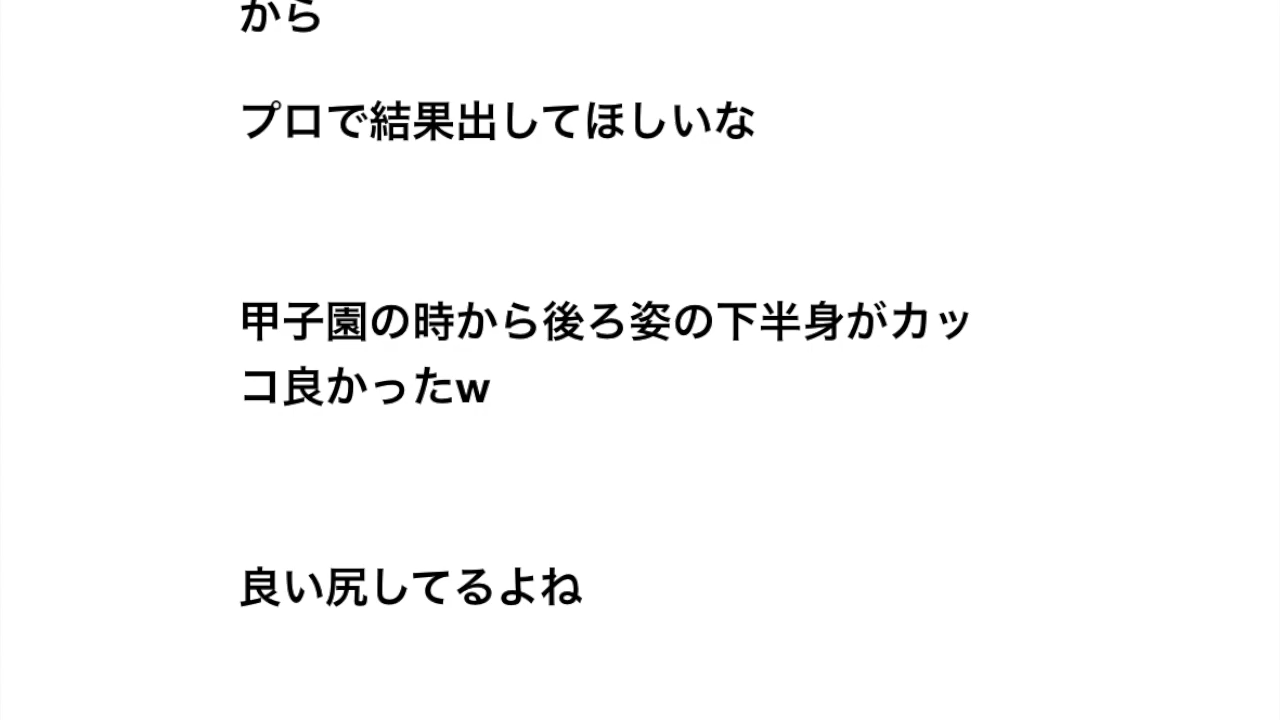 から
プロで結果出してほしいな
甲子園の時から後ろ姿の下半身がカッ
コ良かったw
良い尻してるよね